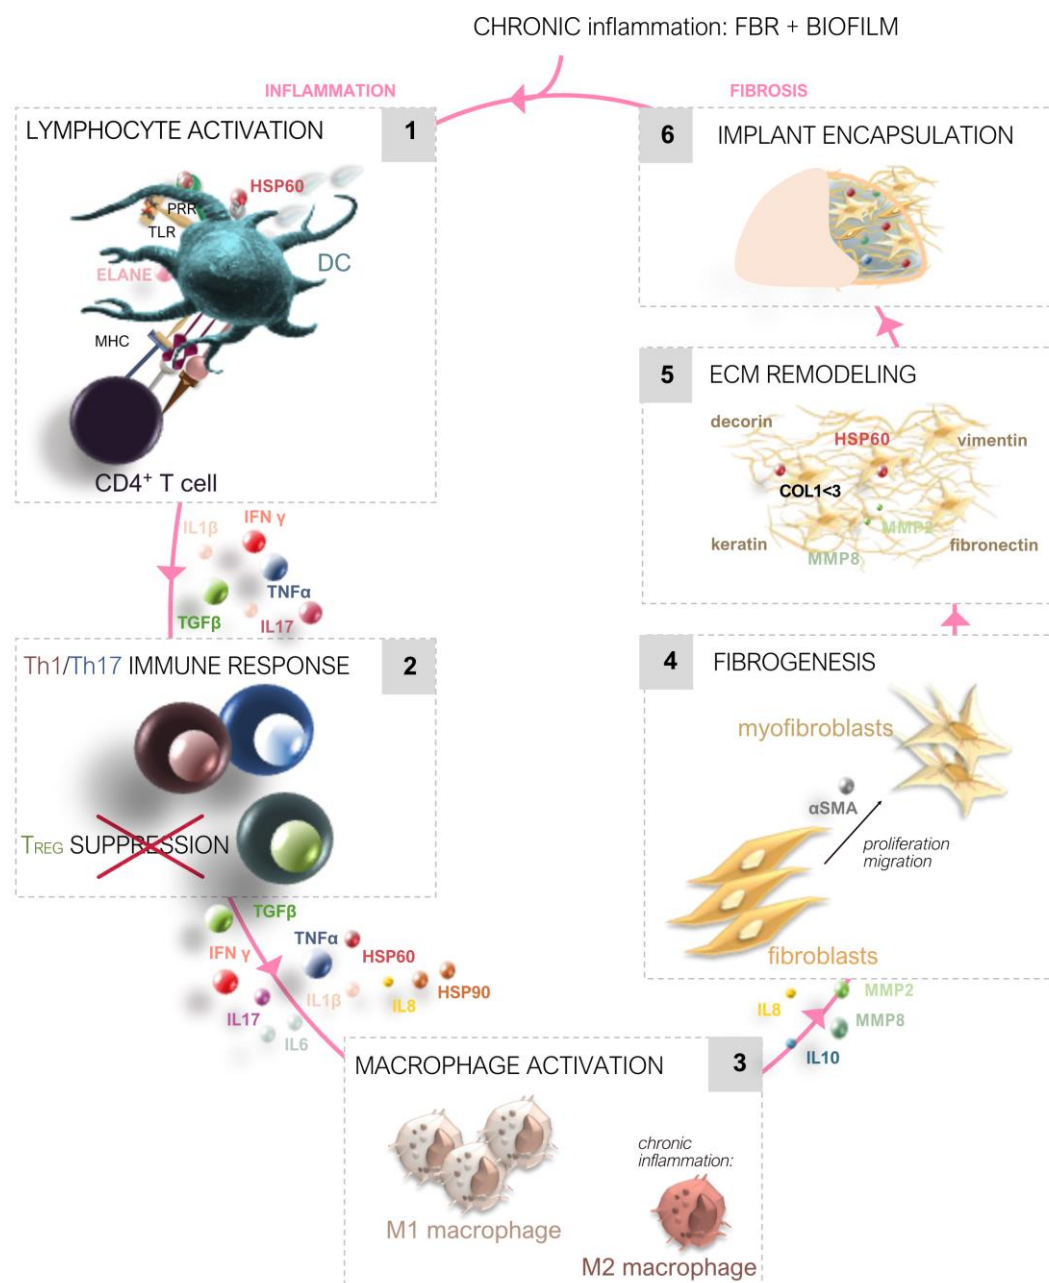 CHRONIC inflammation: FBR + BIOFILM
INFLAMMATION
FIBROSIS
LYMPHOCYTE ACTIVATION
1
HSP60
PRR
TLR
ELANE
DC
MHC
CD4⁺ T cell
IL1β
IFN γ
TNFα
TGFβ
IL17
Th1/Th17 IMMUNE RESPONSE
2
TREG SUPPRESSION
TGFβ
IFN γ
TNFα
HSP60
IL17
IL1β
IL8
HSP90
IL6
MACROPHAGE ACTIVATION
3
M1 macrophage
chronic
inflammation:
M2 macrophage
IL8
MMP2
MMP8
IL10
4
FIBROGENESIS
myofibroblasts
αSMA
proliferation
migration
fibroblasts
5
ECM REMODELING
decorin
HSP60
vimentin
COL1<3
MMP2
keratin
fibronectin
MMP8
6
IMPLANT ENCAPSULATION